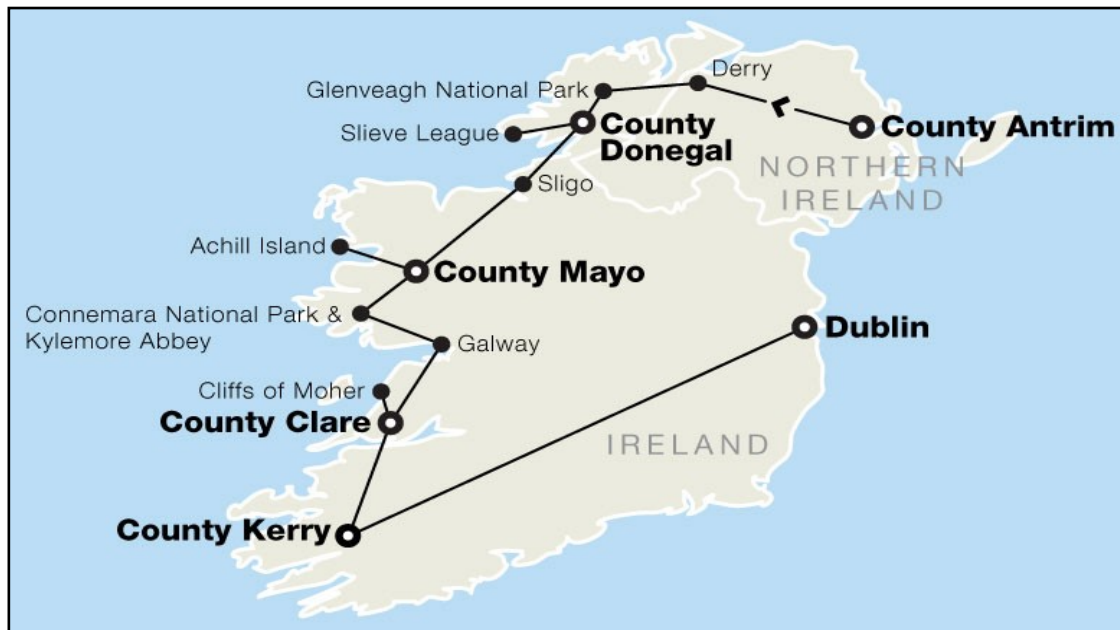 Derry
Glenveagh National Park
County Antrim
Slieve League
County
Donegal
NORTHERN
IRELAND
Sligo
Achill Island
County Mayo
Connemara National Park &
Kylemore Abbey
Dublin
Galway
Cliffs of Moher
County Clare
IRELAND
County Kerry